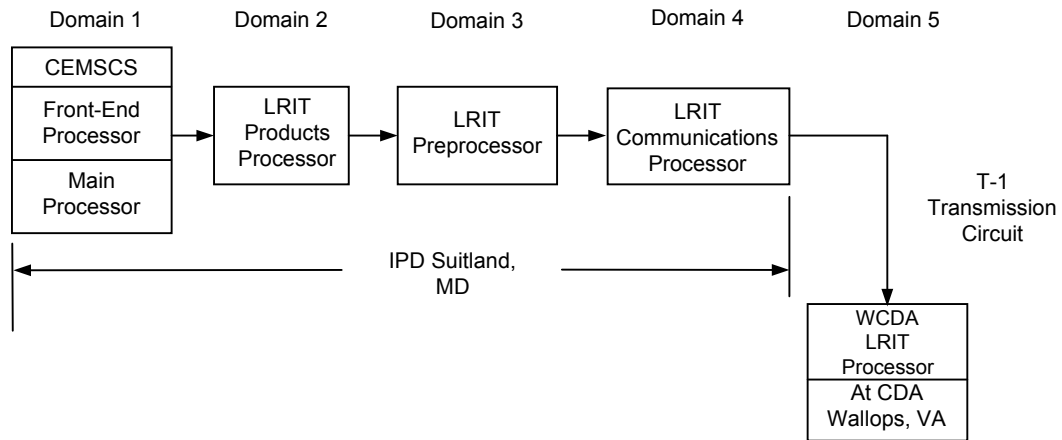 Domain 1
Domain 2
Domain 3
Domain 4
Domain 5
CEMSCS
Front-End
Processor
Main
Processor
LRIT
Products
Processor
LRIT
Preprocessor
LRIT
Communications
Processor
T-1
Transmission
Circuit
IPD Suitland,
MD
WCDA
LRIT
Processor
At CDA
Wallops, VA